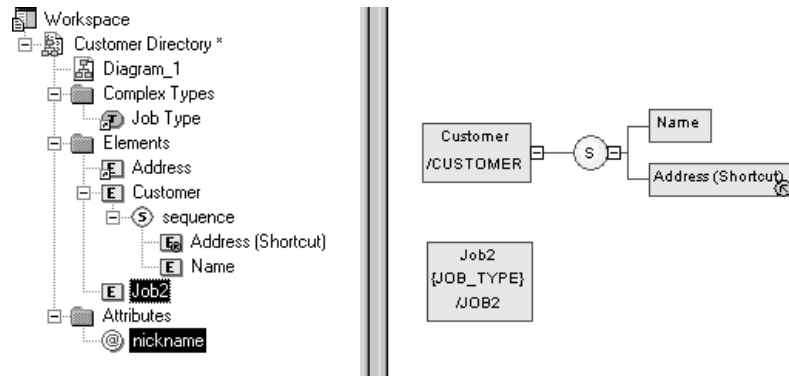 Workspace
Customer Directory *
Diagram_1
Complex Types
T Job Type
Elements
E Address
E Customer
S sequence
E Address (Shortcut)
E Name
E Job2
Attributes
@ nickname
Customer
/CUSTOMER
S
Name
Address (Shortcut)
Job2
{JOB_TYPE}
/JOB2